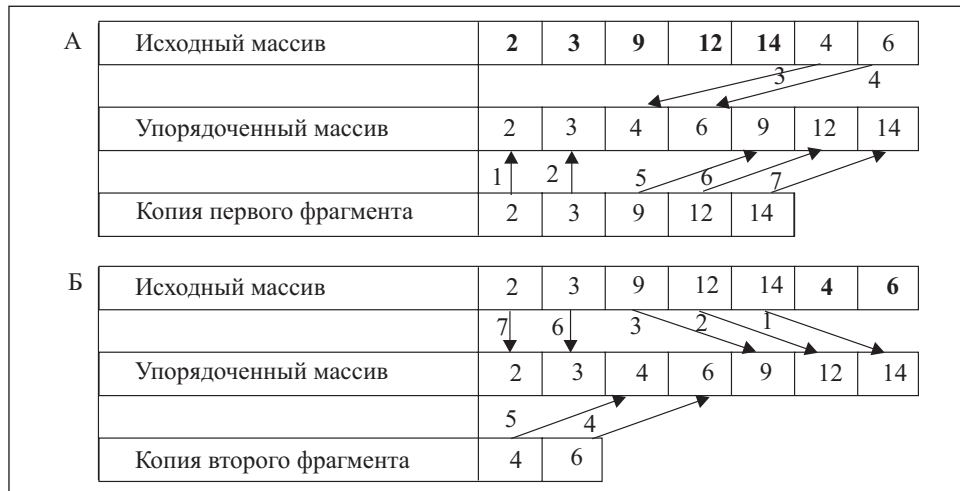 А Исходный массив 2 3 9 12 14 4 6
3 4
Упорядоченный массив 2 3 4 6 9 12 14
1 2 5 6 7
Копия первого фрагмента 2 3 9 12 14
Б Исходный массив 2 3 9 12 14 4 6
7 6 3 2 1
Упорядоченный массив 2 3 4 6 9 12 14
5 4
Копия второго фрагмента 4 6